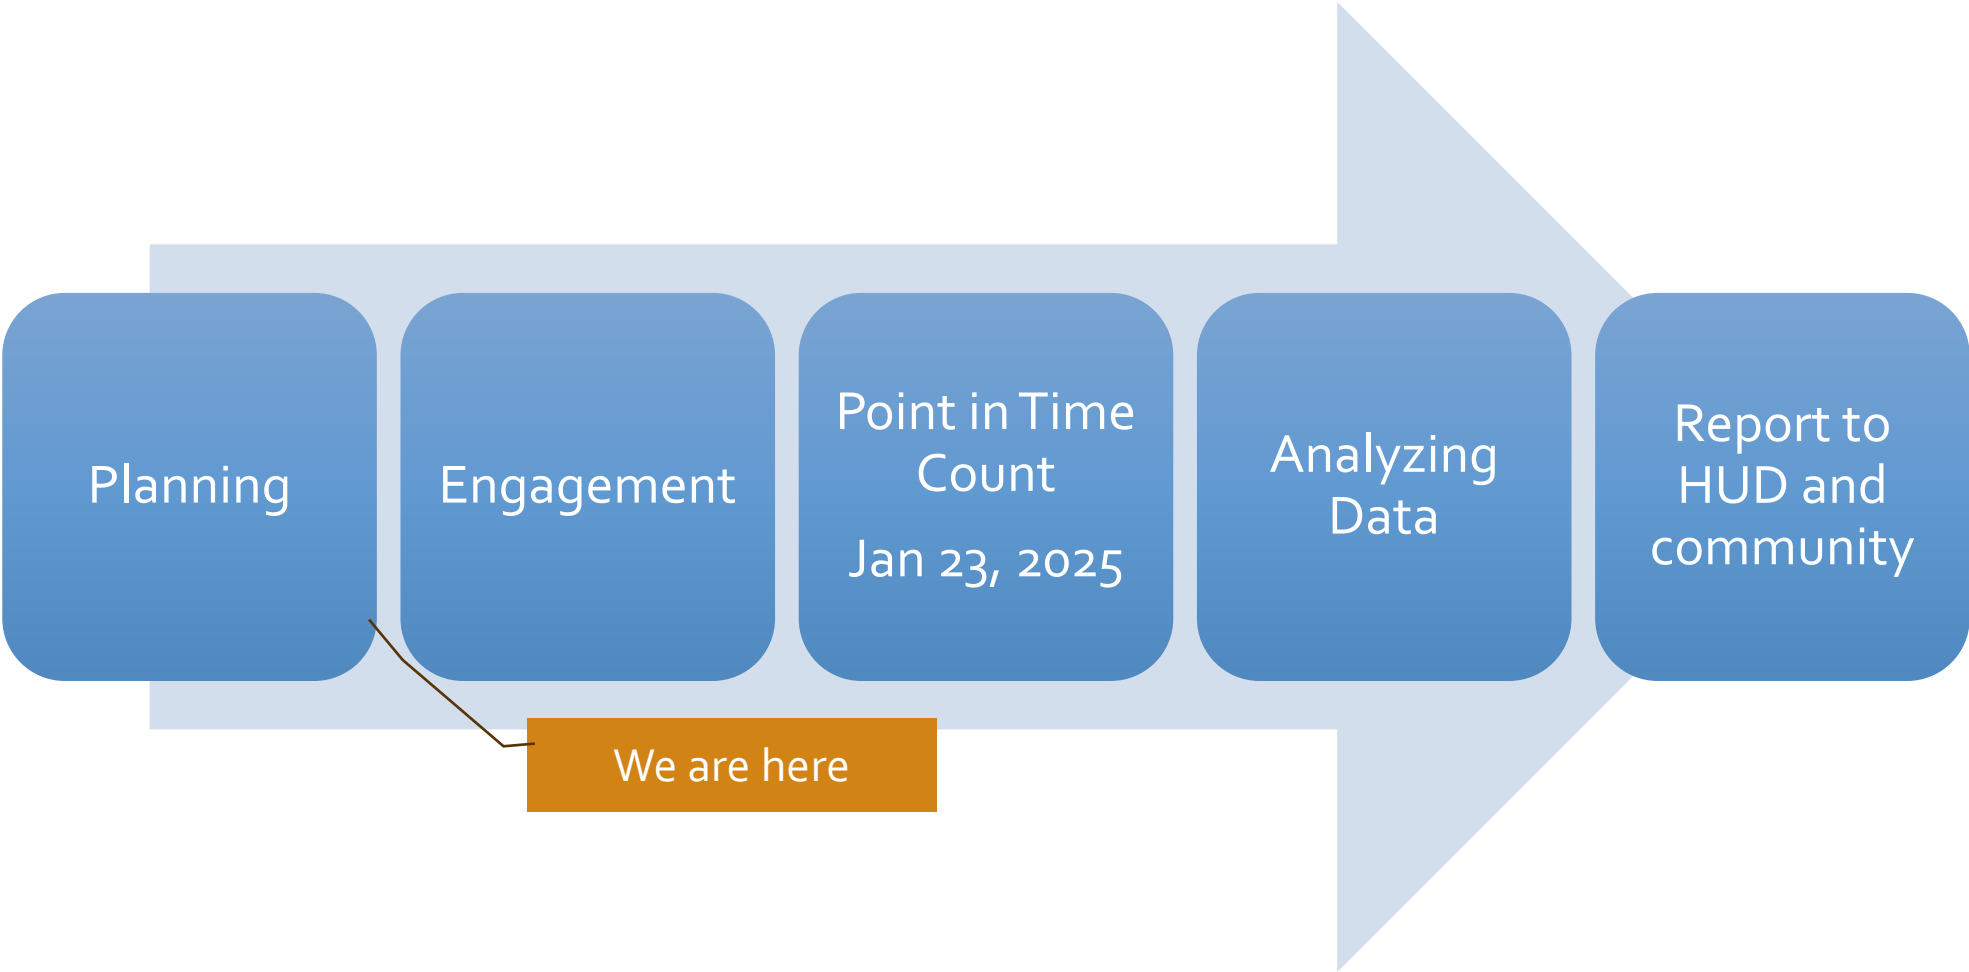 Planning
Engagement
Point in Time
Count
Jan 23, 2025
Analyzing
Data
Report to
HUD and
community
We are here